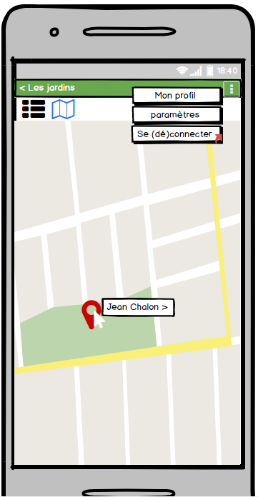 18:40
< Les jardins
Mon profil
paramètres
Se (dé)connecter
Jean Chalon >